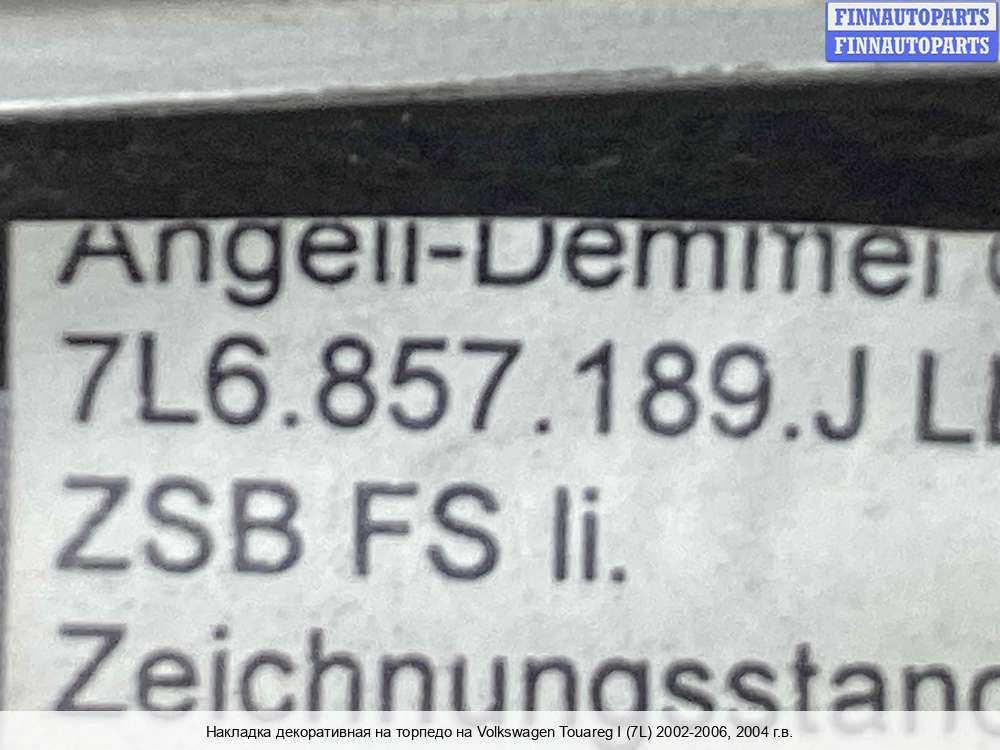 FINNAUTOPARTS
FINNAUTOPARTS
Angell-Demmel
7L6.857.189.J
ZSB FS li.
Zeichnungsstand
Накладка декоративная на торпедо на Volkswagen Touareg I (7L) 2002-2006, 2004 г.в.